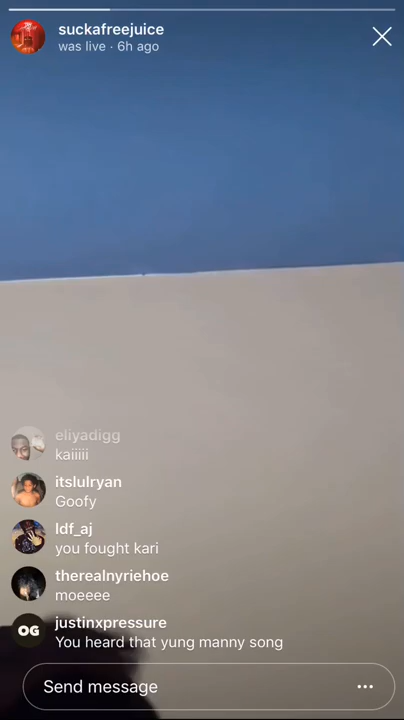 suckafreejuice
was live · 6h ago
eliyadigg
kaiiiii
itslulryan
Goofy
ldf_aj
you fought kari
therealnyriehoe
moeeee
OG
justinxpressure
You heard that yung manny song
Send message